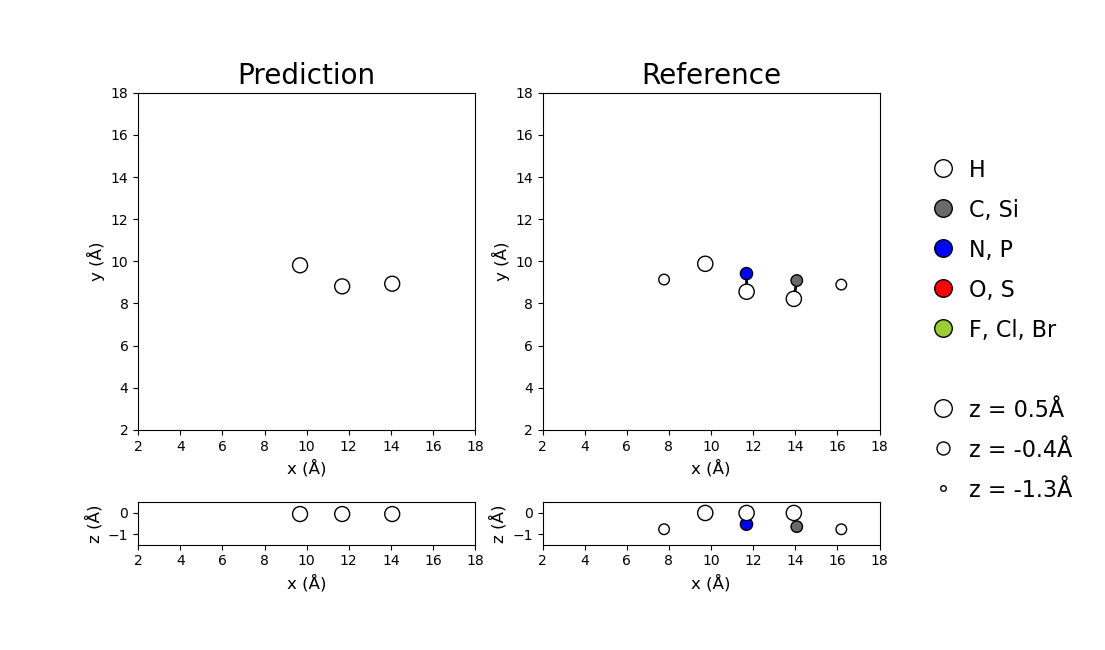 Prediction
Reference
18
16
14
12
10
8
6
4
2
y (Å)
2 4 6 8 10 12 14 16 18
x (Å)
18
16
14
12
10
8
6
4
2
y (Å)
2 4 6 8 10 12 14 16 18
x (Å)
0
−1
z (Å)
2 4 6 8 10 12 14 16 18
x (Å)
0
−1
z (Å)
2 4 6 8 10 12 14 16 18
x (Å)
H
C, Si
N, P
O, S
F, Cl, Br
z = 0.5Å
z = -0.4Å
z = -1.3Å